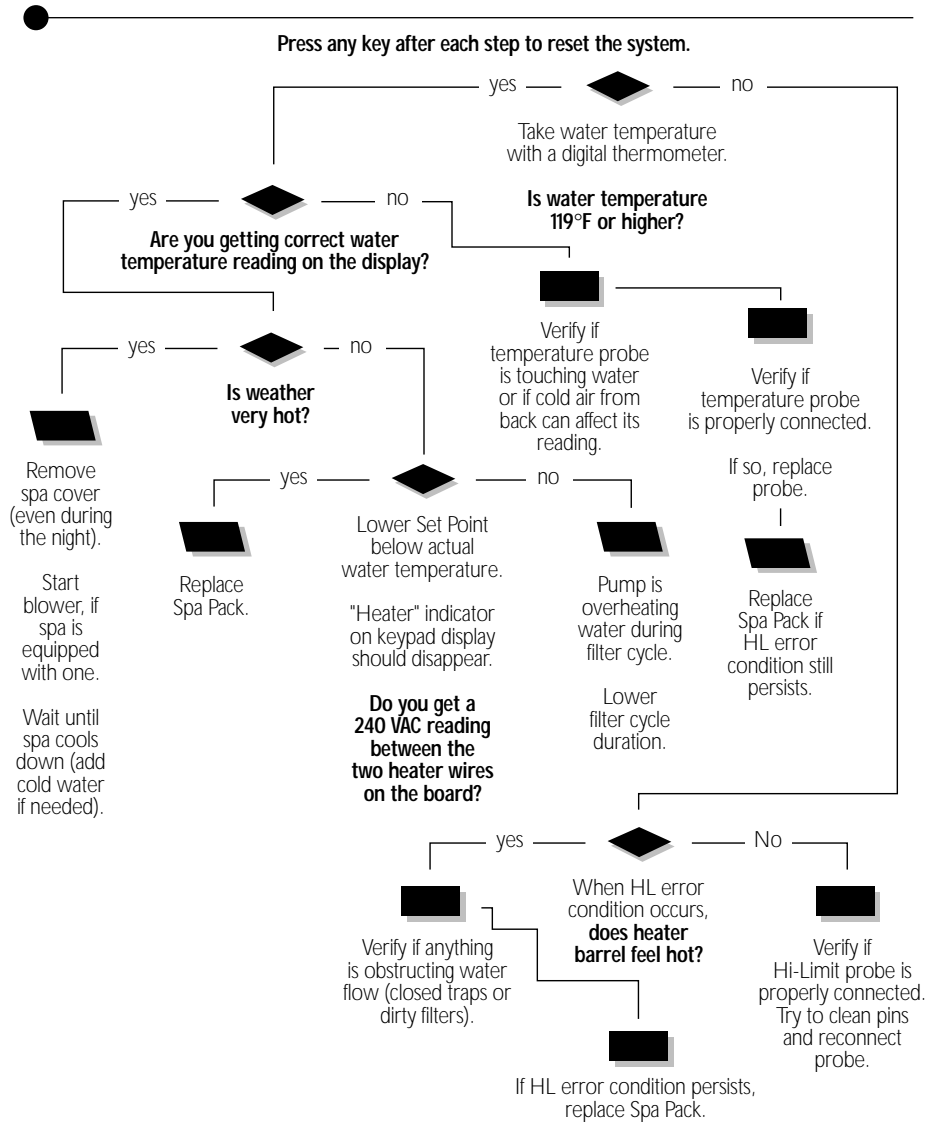 Press any key after each step to reset the system.
yes
no
Take water temperature
with a digital thermometer.
Is water temperature
119°F or higher?
yes
no
Are you getting correct water
temperature reading on the display?
Verify if
temperature probe
is touching water
or if cold air from
back can affect its
reading.
Verify if
temperature probe
is properly connected.
If so, replace
probe.
Replace
Spa Pack if
HL error
condition still
persists.
yes
no
Is weather
very hot?
Remove
spa cover
(even during
the night).
Start
blower, if
spa is
equipped
with one.
Wait until
spa cools
down (add
cold water
if needed).
yes
no
Replace
Spa Pack.
Lower Set Point
below actual
water temperature.
"Heater" indicator
on keypad display
should disappear.
Do you get a
240 VAC reading
between the
two heater wires
on the board?
Pump is
overheating
water during
filter cycle.
Lower
filter cycle
duration.
yes
No
When HL error
condition occurs,
does heater
barrel feel hot?
Verify if anything
is obstructing water
flow (closed traps or
dirty filters).
If HL error condition persists,
replace Spa Pack.
Verify if
Hi-Limit probe is
properly connected.
Try to clean pins
and reconnect
probe.